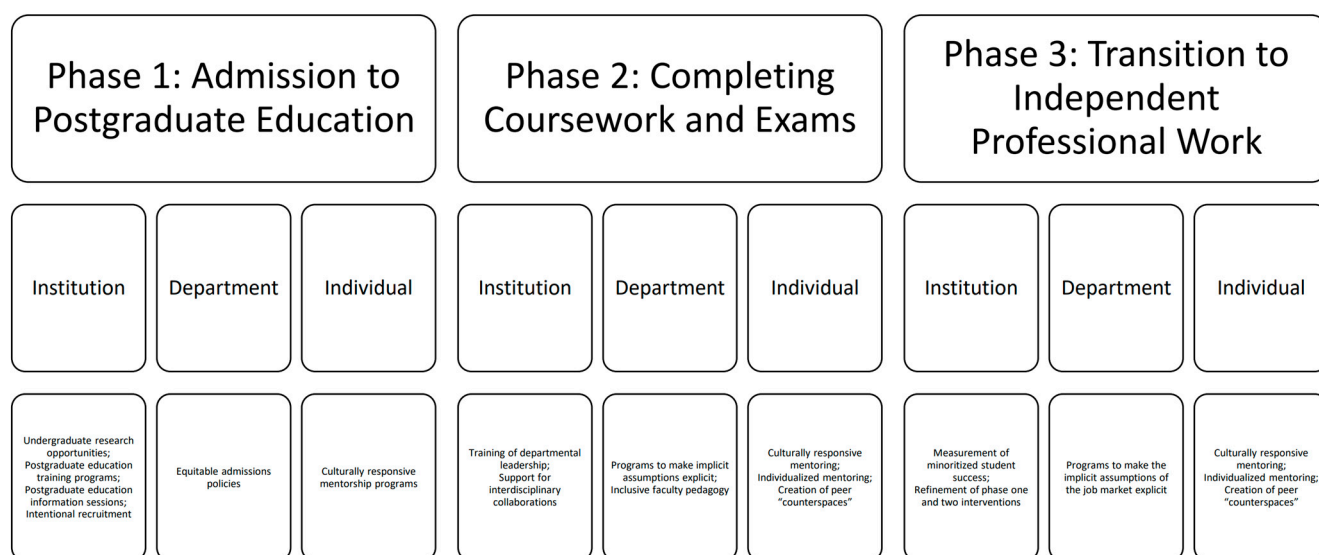 Phase 1: Admission to
Postgraduate Education
Phase 2: Completing
Coursework and Exams
Phase 3: Transition to
Independent
Professional Work
Institution
Department
Individual
Institution
Department
Individual
Institution
Department
Individual
Undergraduate research
opportunities;
Postgraduate education
training programs;
Postgraduate education
information sessions;
Intentional recruitment
Equitable admissions
policies
Culturally responsive
mentorship programs
Training of departmental
leadership;
Support for
interdisciplinary
collaborations
Programs to make implicit
assumptions explicit;
Inclusive faculty pedagogy
Culturally responsive
mentoring;
Individualized mentoring;
Creation of peer
“counterspaces”
Measurement of
minoritized student
success;
Refinement of phase one
and two interventions
Programs to make the
implicit assumptions of
the job market explicit
Culturally responsive
mentoring;
Individualized mentoring;
Creation of peer
“counterspaces”